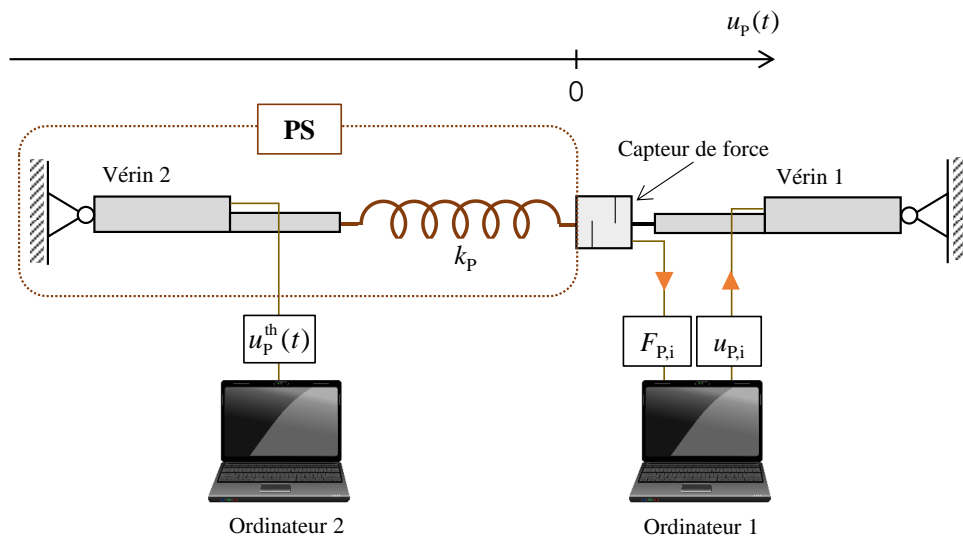 u_P(t)
0
PS
Capteur de force
Vérin 2
Vérin 1
k_P
u_P^th(t)
F_P,i
u_P,i
Ordinateur 2
Ordinateur 1